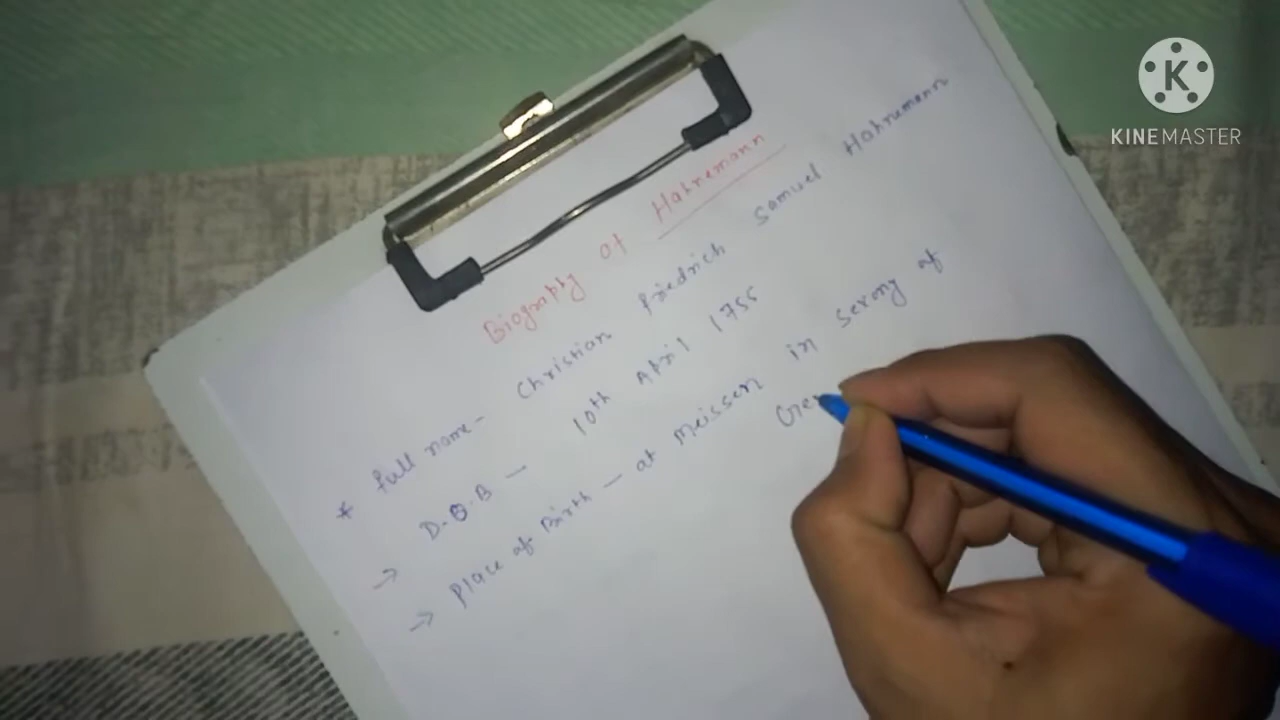 Biography of Hahnemann
* Full name - Christian Friedrich Samuel Hahnemann
→ D.O.B - 10th April 1755
→ Place of Birth - at Meissen in Serony of
Ger
KINEMASTER